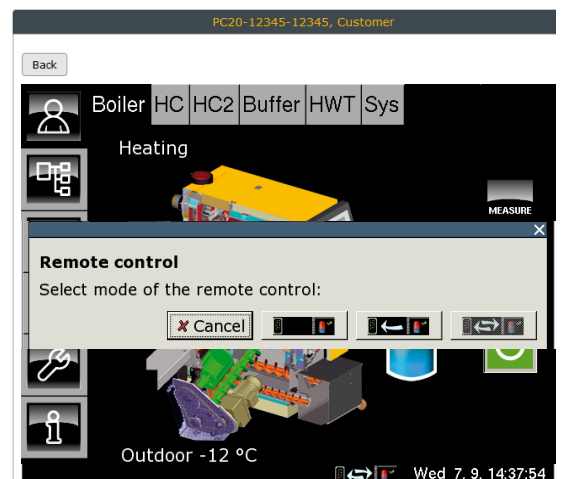 PC20-12345-12345, Customer
Back
Boiler HC HC2 Buffer HWT Sys
Heating
MEASURE
Remote control
Select mode of the remote control:
Cancel
Outdoor -12 °C
Wed 7. 9. 14:37:54